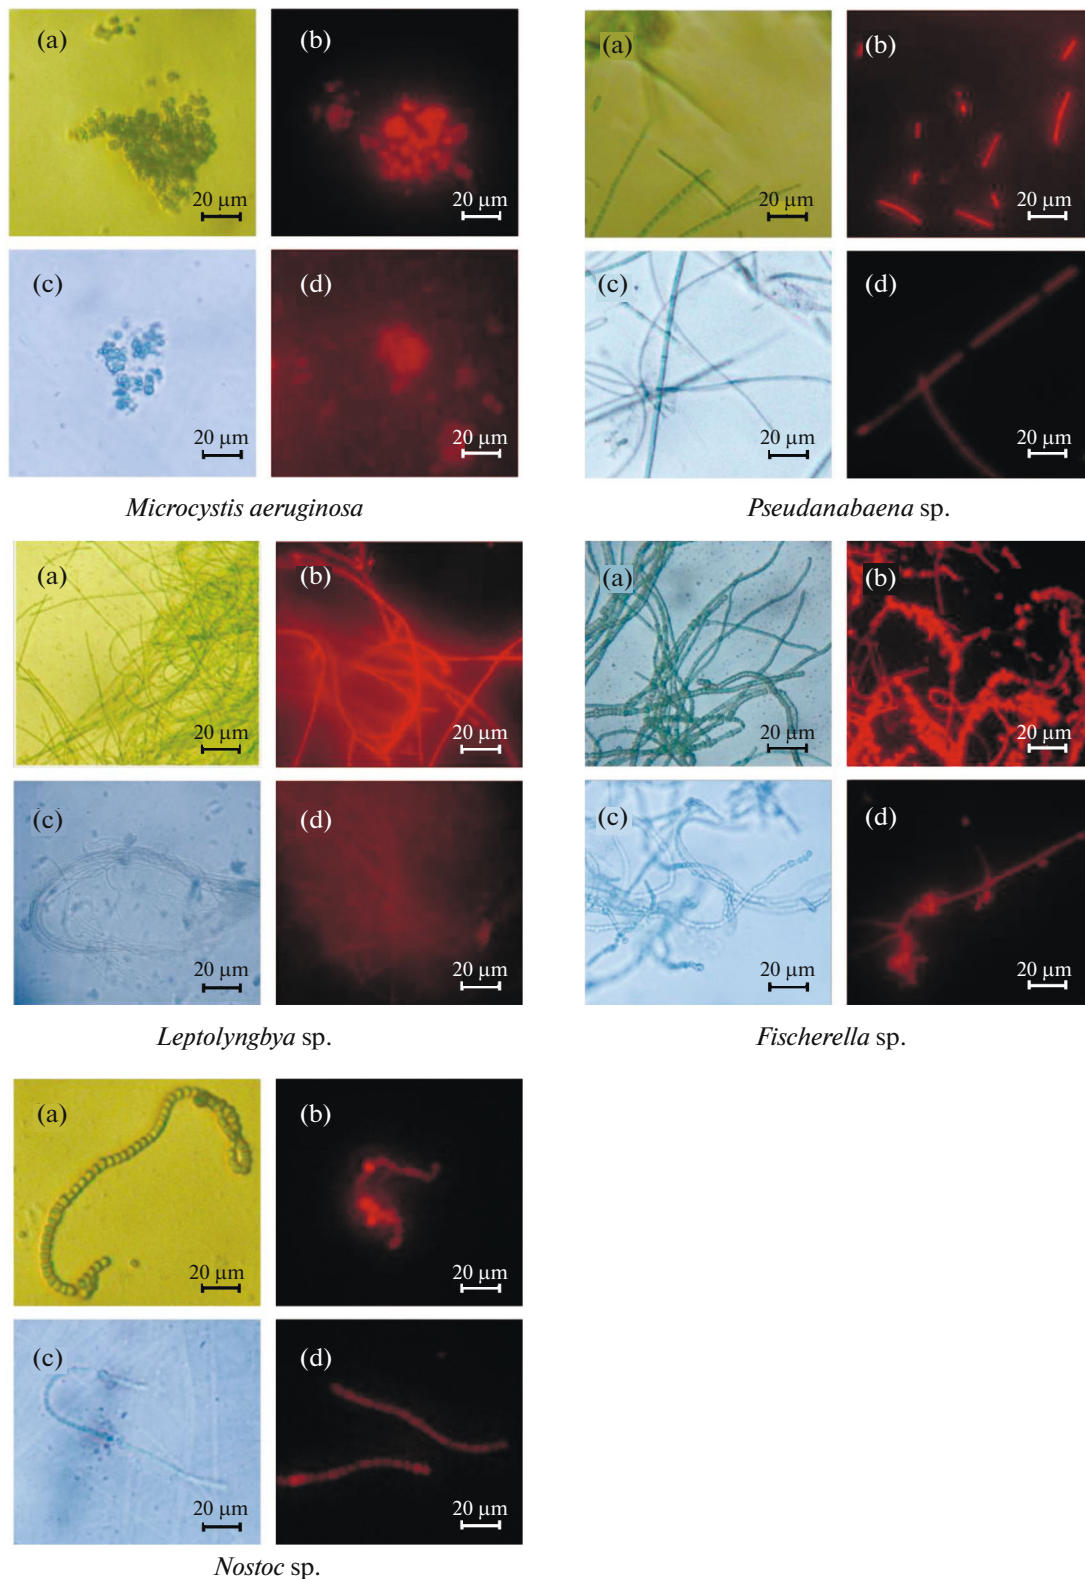 (a)
(b)
20 μm
20 μm
(c)
(d)
20 μm
20 μm
Microcystis aeruginosa
(a)
(b)
20 μm
20 μm
(c)
(d)
20 μm
20 μm
Pseudanabaena sp.
(a)
(b)
20 μm
20 μm
(c)
(d)
20 μm
20 μm
Leptolyngbya sp.
(a)
(b)
20 μm
20 μm
(c)
(d)
20 μm
20 μm
Fischerella sp.
(a)
(b)
20 μm
20 μm
(c)
(d)
20 μm
20 μm
Nostoc sp.